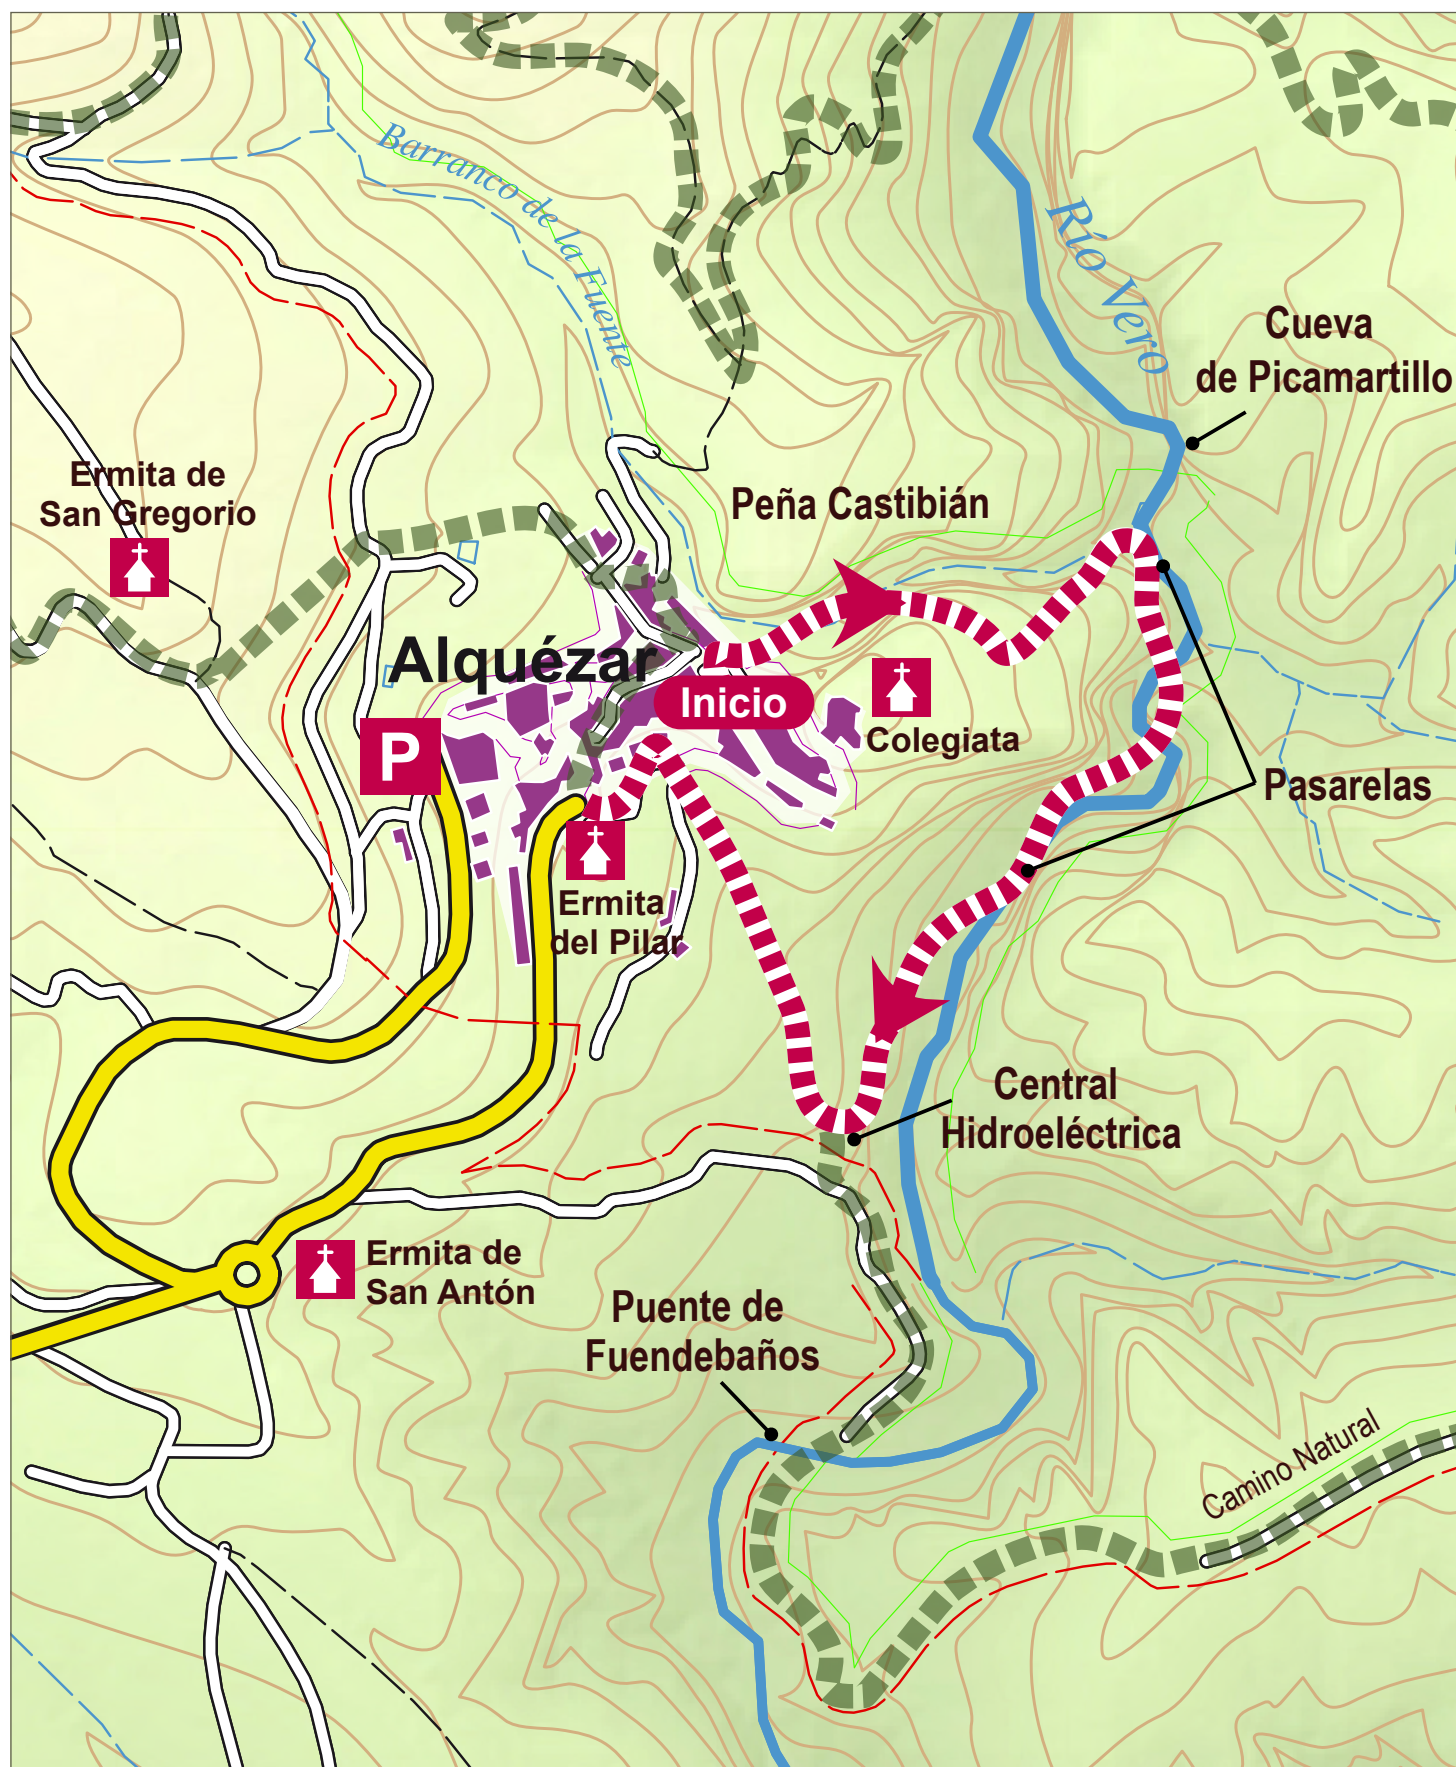 Barranco de la Fuente
Río Vero
Cueva
de Picamartillo
Ermita de
San Gregorio
Peña Castibián
Alquézar
Inicio
Colegiata
P
Pasarelas
Ermita
del Pilar
Central
Hidroeléctrica
Ermita de
San Antón
Puente de
Fuendebaños
Camino Natural